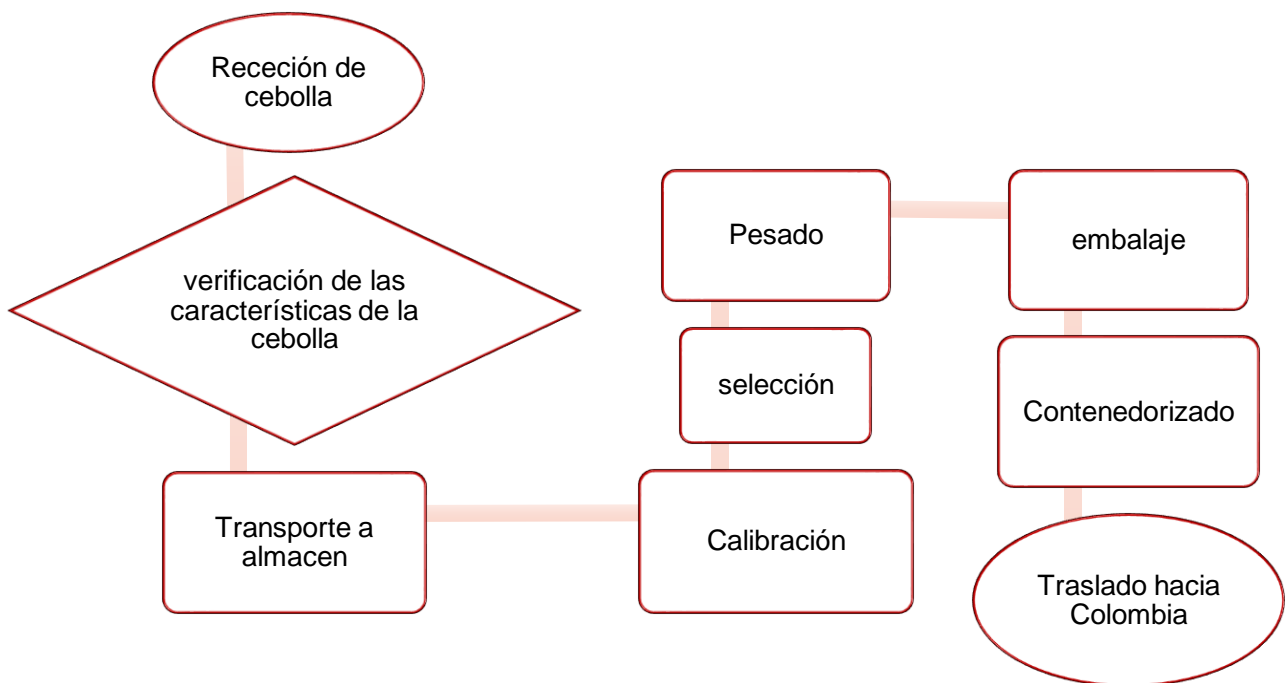 Receción de
cebolla
verificación de las
características de la
cebolla
Transporte a
almacen
Calibración
selección
Pesado
embalaje
Contenedorizado
Traslado hacia
Colombia